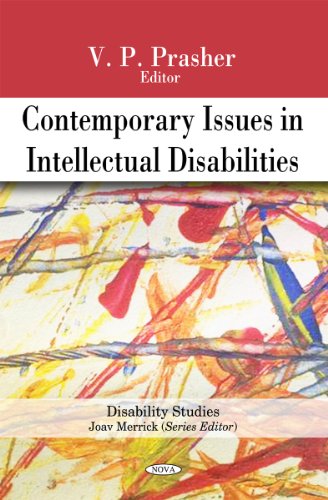 V. P. Prasher
Editor
Contemporary Issues in
Intellectual Disabilities
Disability Studies
Joav Merrick (Series Editor)
NOVA